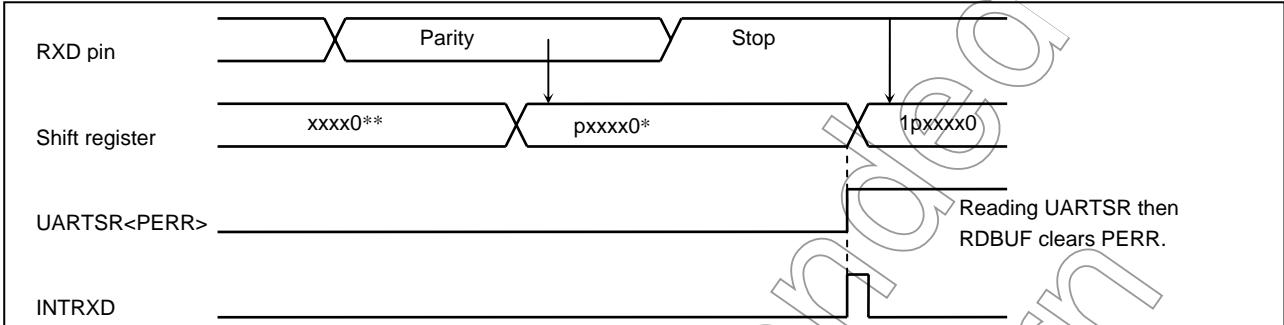 RXD pin
Parity
Stop
Shift register
xxxx0**
pxxxx0*
1pxxxx0
UARTSR<PERR>
Reading UARTSR then
RDBUF clears PERR.
INTRXD